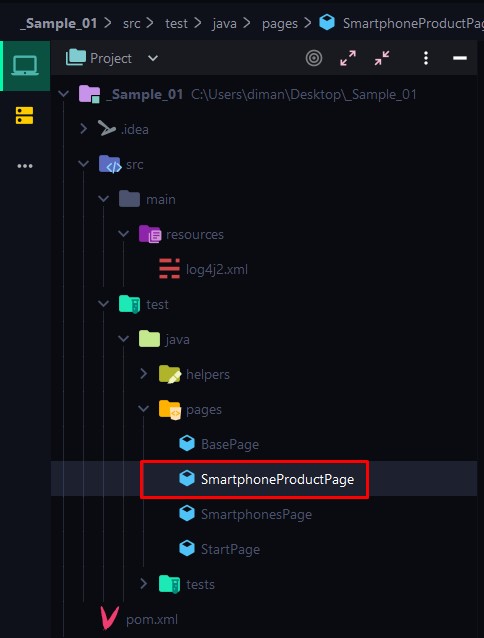 _Sample_01 > src > test > java > pages > SmartphoneProductPag
Project
_Sample_01 C:\Users\diman\Desktop\_Sample_01
.idea
src
main
resources
log4j2.xml
test
java
helpers
pages
BasePage
SmartphoneProductPage
SmartphonesPage
StartPage
tests
pom.xml